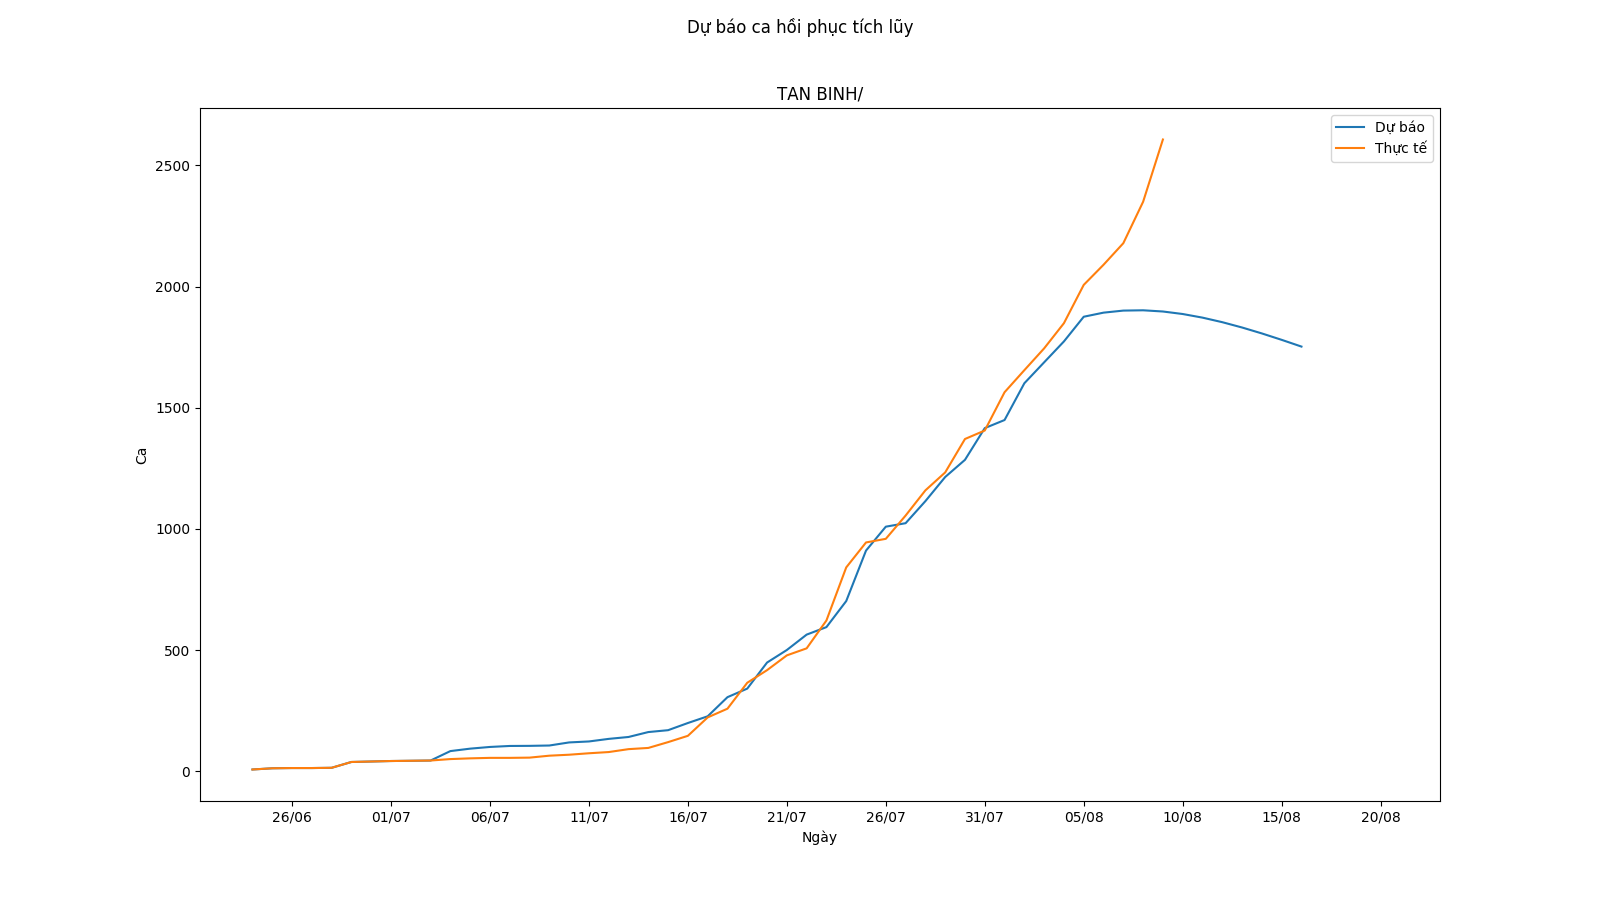 Dự báo ca hồi phục tích lũy
TAN BINH/
Dự báo
Thực tế
2500
2000
1500
1000
500
0
Ca
26/06 01/07 06/07 11/07 16/07 21/07 26/07 31/07 05/08 10/08 15/08 20/08
Ngày